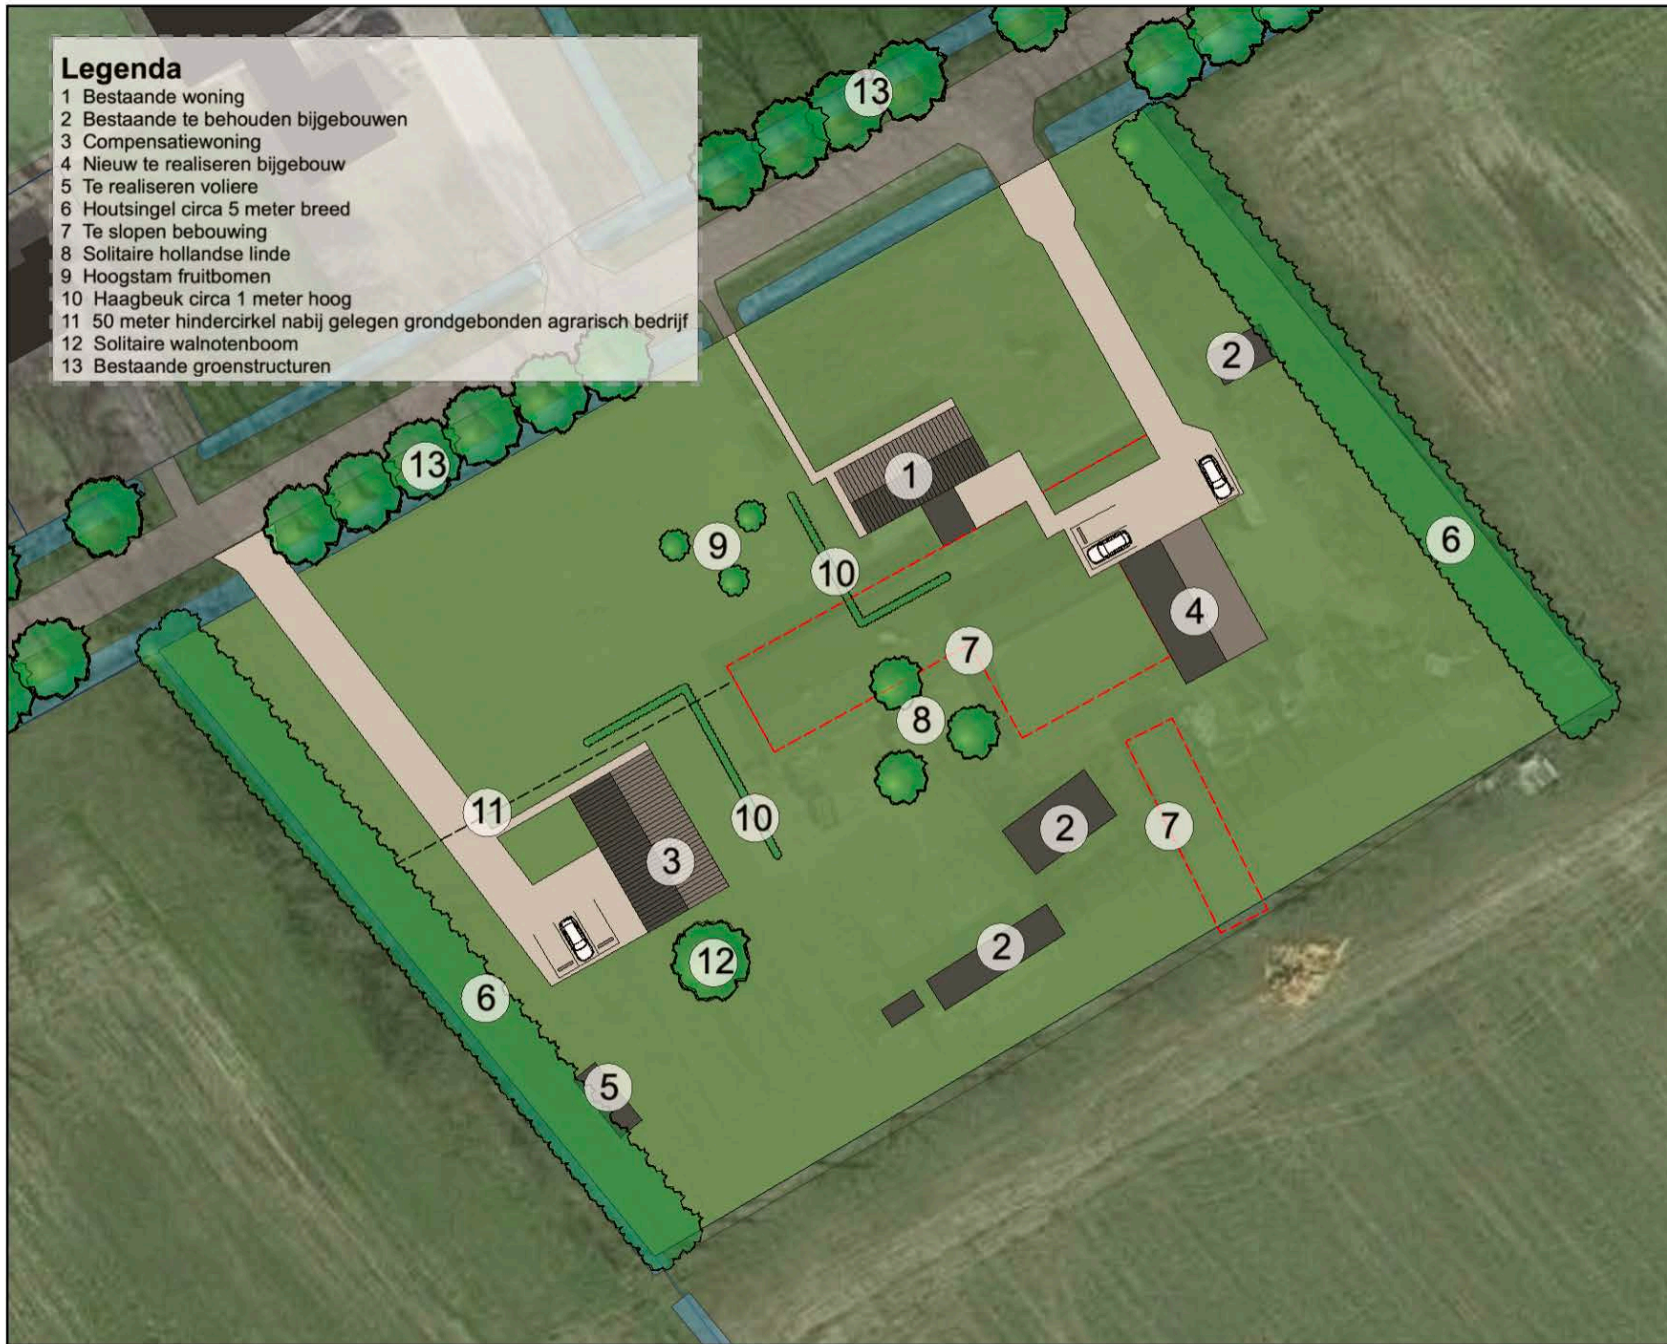 Legenda
1 Bestaande woning
2 Bestaande te behouden bijgebouwen
3 Compensatiewoning
4 Nieuw te realiseren bijgebouw
5 Te realiseren voliere
6 Houtsingel circa 5 meter breed
7 Te slopen bebouwing
8 Solitaire hollandse linde
9 Hoogstam fruitbomen
10 Haagbeuk circa 1 meter hoog
11 50 meter hindercirkel nabij gelegen grondgebonden agrarisch bedrijf
12 Solitaire walnotenboom
13 Bestaande groenstructuren
13
13
2
1
6
9
10
4
7
8
11
10
7
2
3
2
12
6
5